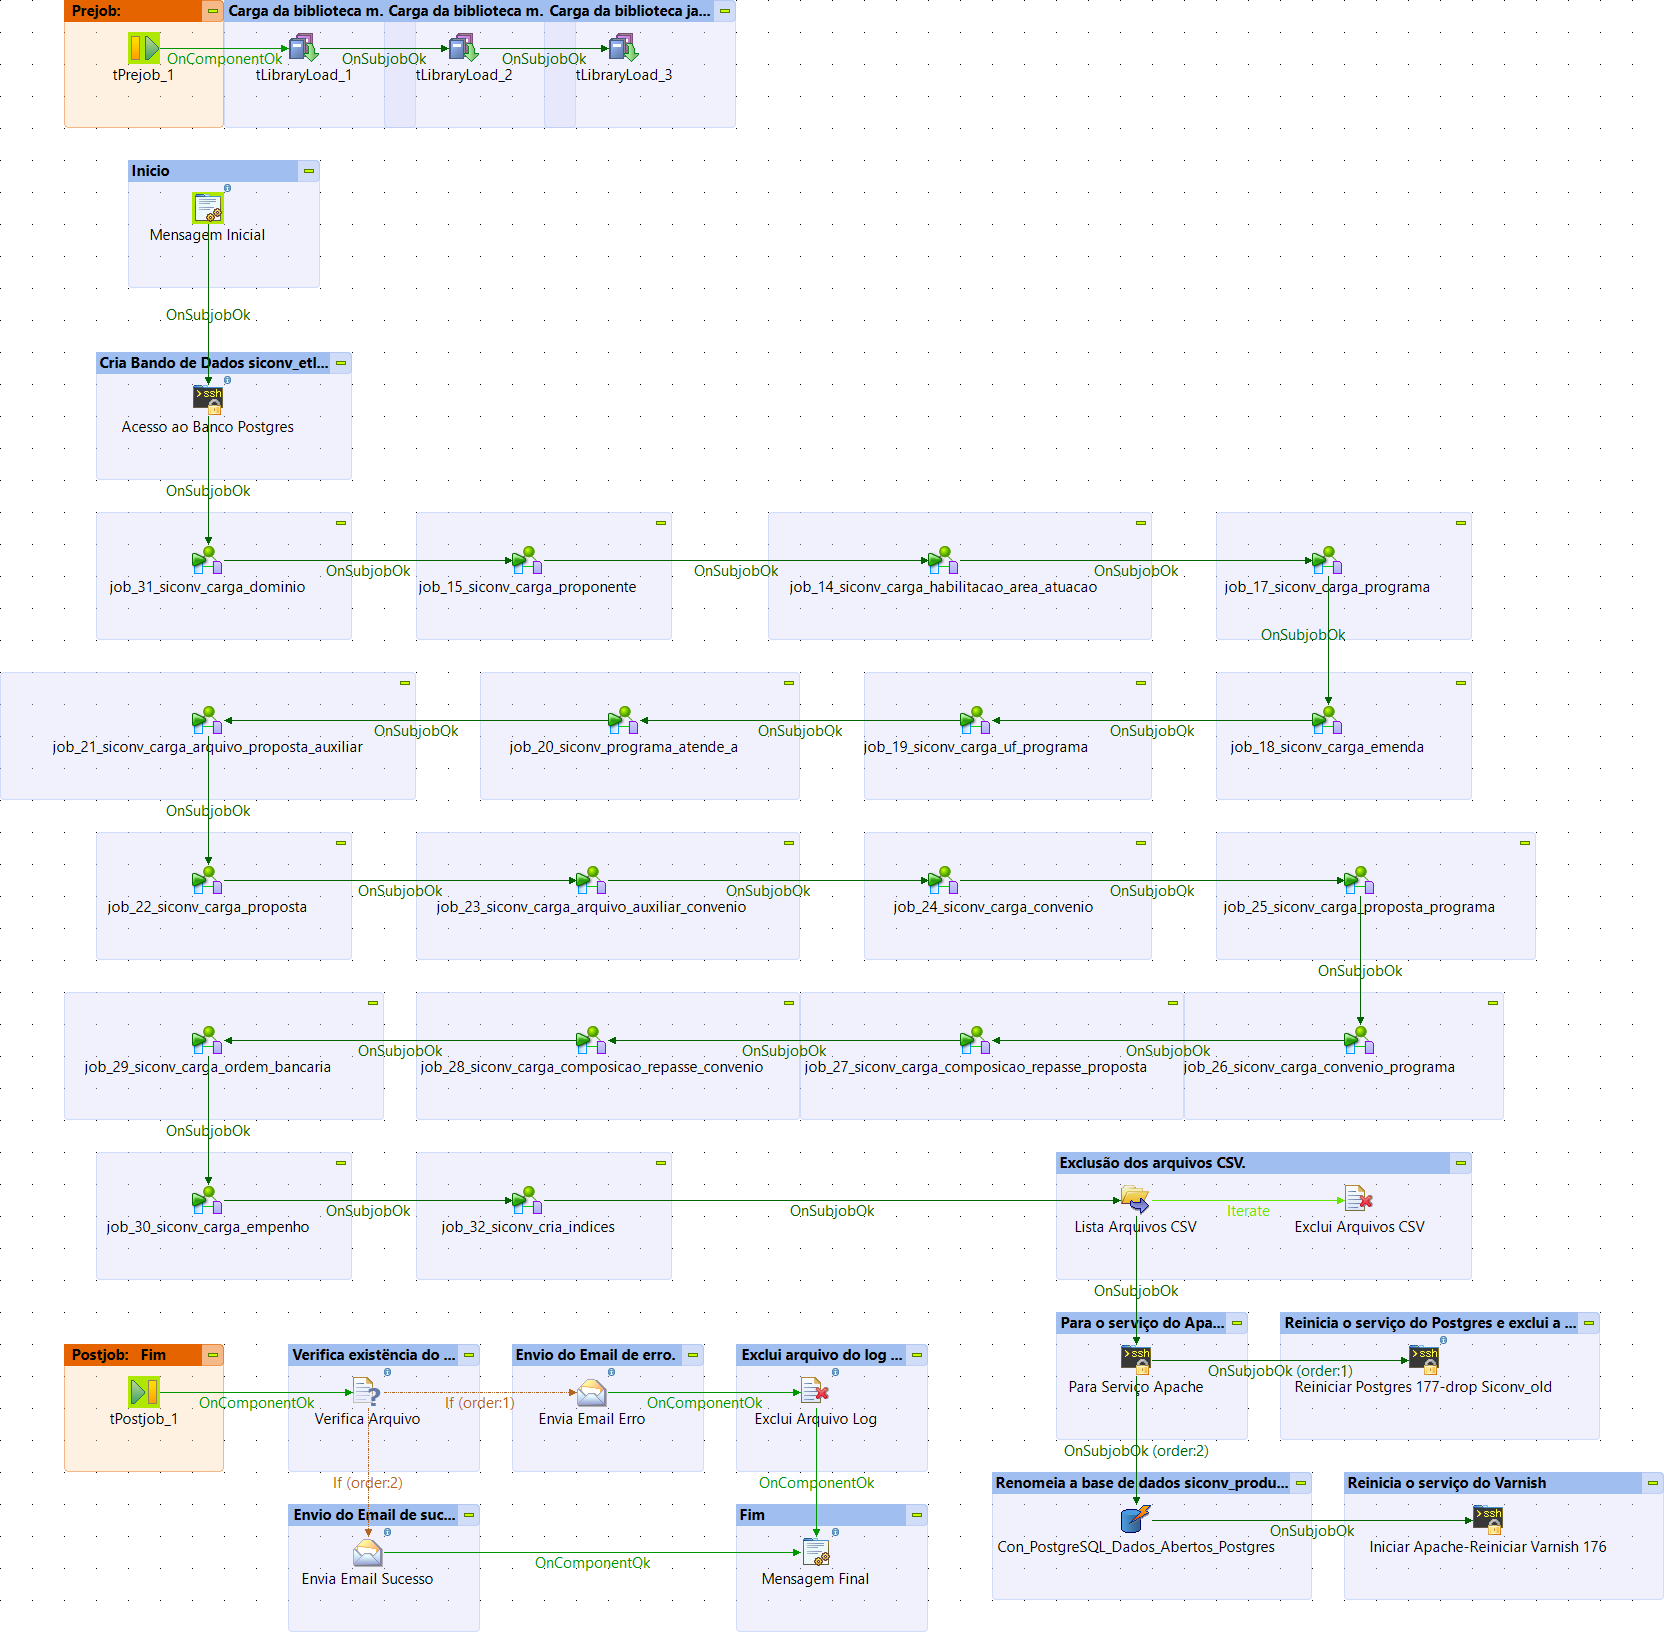 Prejob:
Carga da biblioteca m.
Carga da biblioteca m.
Carga da biblioteca ja...
OnComponentOk
OnSubjobOk
OnSubjobOk
tPrejob_1
tLibraryLoad_1
tLibraryLoad_2
tLibraryLoad_3
Inicio
Mensagem Inicial
OnSubjobOk
Cria Bando de Dados siconv_etl...
>ssh
Acesso ao Banco Postgres
OnSubjobOk
OnSubjobOk
OnSubjobOk
OnSubjobOk
job_31_siconv_carga_dominio
job_15_siconv_carga_proponente
job_14_siconv_carga_habilitacao_area_atuacao
job_17_siconv_carga_programa
OnSubjobOk
OnSubjobOk
OnSubjobOk
OnSubjobOk
job_21_siconv_carga_arquivo_proposta_auxiliar
job_20_siconv_programa_atende_a
job_19_siconv_carga_uf_programa
job_18_siconv_carga_emenda
OnSubjobOk
OnSubjobOk
OnSubjobOk
OnSubjobOk
job_22_siconv_carga_proposta
job_23_siconv_carga_arquivo_auxiliar_convenio
job_24_siconv_carga_convenio
job_25_siconv_carga_proposta_programa
OnSubjobOk
OnSubjobOk
OnSubjobOk
OnSubjobOk
job_29_siconv_carga_ordem_bancaria
job_28_siconv_carga_composicao_repasse_convenio
job_27_siconv_carga_composicao_repasse_proposta
job_26_siconv_carga_convenio_programa
OnSubjobOk
Exclusão dos arquivos CSV.
OnSubjobOk
OnSubjobOk
Iterate
job_30_siconv_carga_empenho
job_32_siconv_cria_indices
Lista Arquivos CSV
Exclui Arquivos CSV
OnSubjobOk
Para o serviço do Apa...
Reinicia o serviço do Postgres e exclui a ...
>ssh
>ssh
OnSubjobOk (order:1)
Para Serviço Apache
Reiniciar Postgres 177-drop Siconv_old
Postjob: Fim
Verifica existência do ...
Envio do Email de erro.
Exclui arquivo do log ...
OnComponentOk
If (order:1)
OnComponentOk
tPostjob_1
Verifica Arquivo
Envia Email Erro
Exclui Arquivo Log
OnSubjobOk (order:2)
If (order:2)
OnComponentOk
Renomeia a base de dados siconv_produ...
Reinicia o serviço do Varnish
Envio do Email de suc...
Fim
>ssh
OnSubjobOk
Con_PostgreSQL_Dados_Abertos_Postgres
Iniciar Apache-Reiniciar Varnish 176
OnComponentOk
Envia Email Sucesso
Mensagem Final